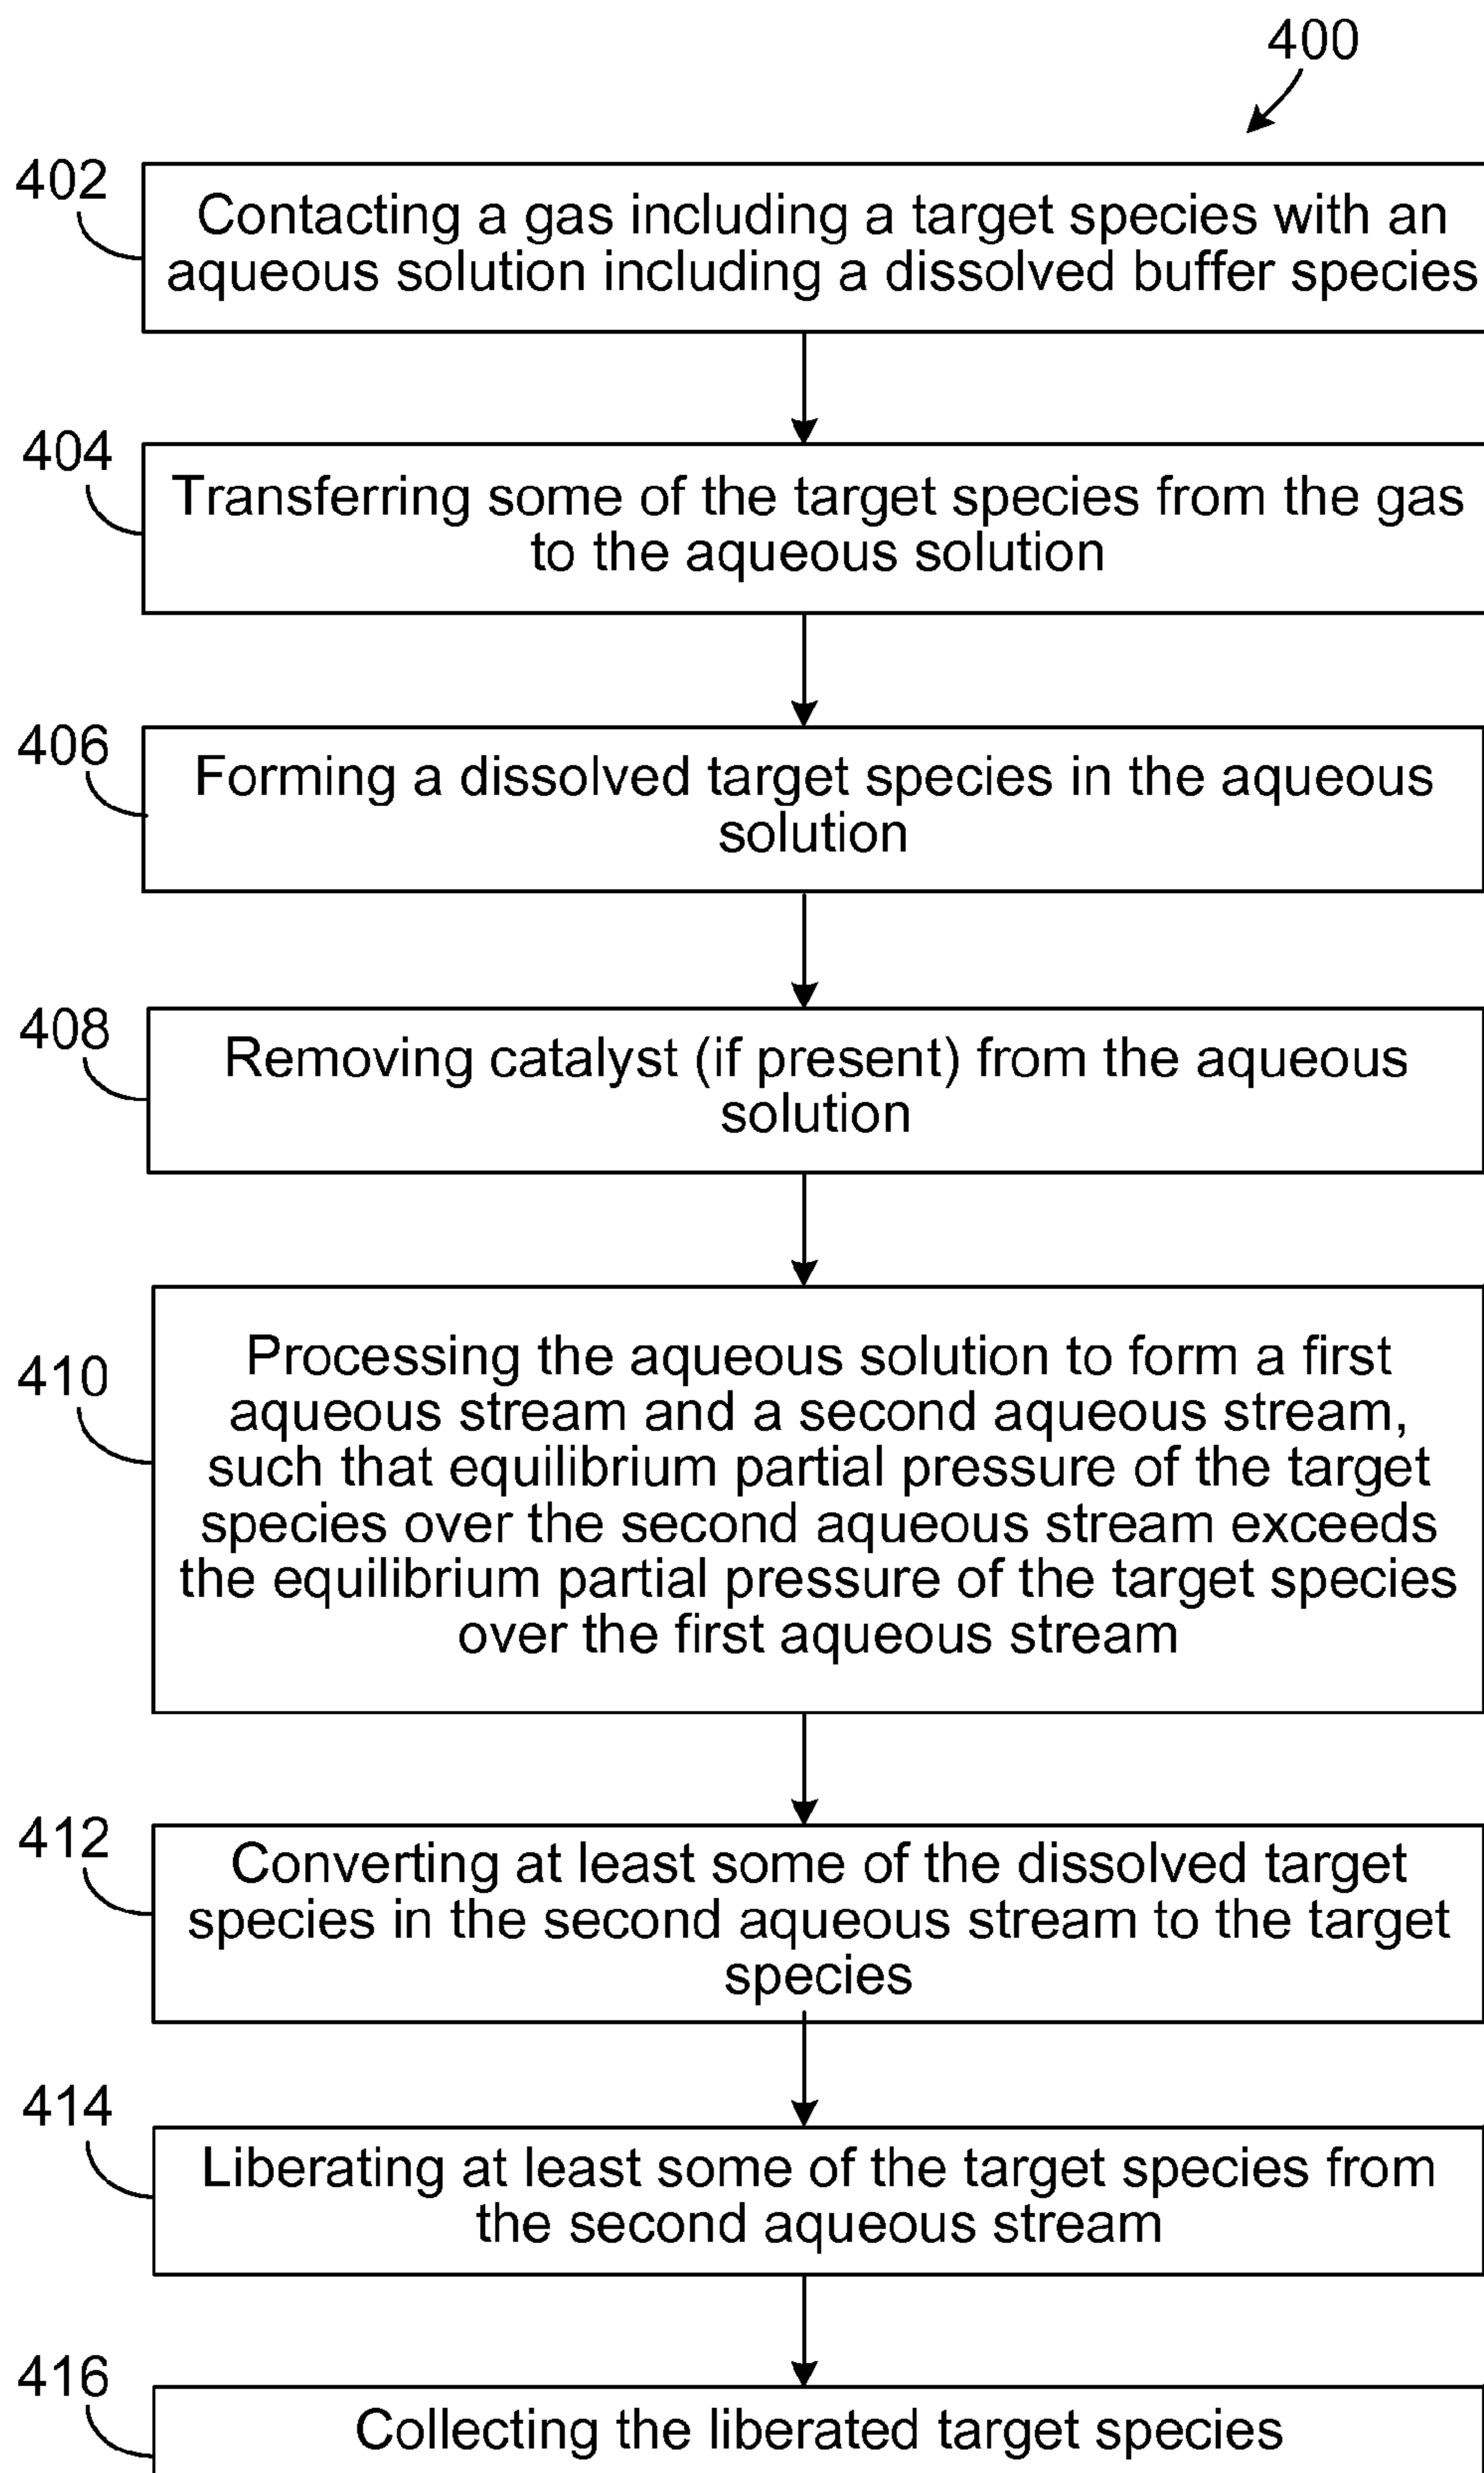 400
402
Contacting a gas including a target species with an
aqueous solution including a dissolved buffer species
404
Transferring some of the target species from the gas
to the aqueous solution
406
Forming a dissolved target species in the aqueous
solution
408
Removing catalyst (if present) from the aqueous
solution
410
Processing the aqueous solution to form a first
aqueous stream and a second aqueous stream,
such that equilibrium partial pressure of the target
species over the second aqueous stream exceeds
the equilibrium partial pressure of the target species
over the first aqueous stream
412
Converting at least some of the dissolved target
species in the second aqueous stream to the target
species
414
Liberating at least some of the target species from
the second aqueous stream
416
Collecting the liberated target species